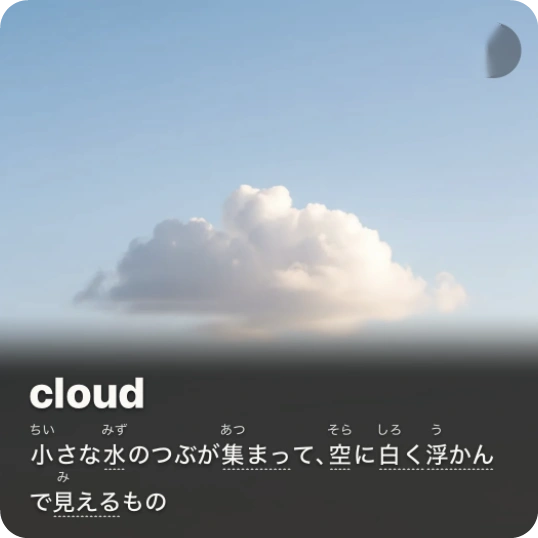 cloud
ちい みず あつ そら しろ う
小さな水のつぶが集まって、空に白く浮かん
み
で見えるもの